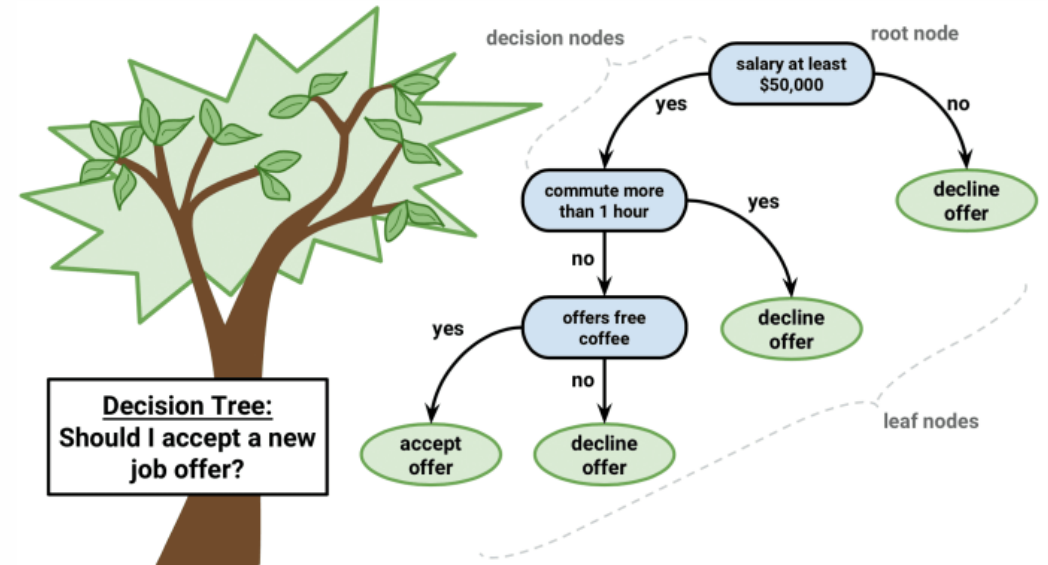 decision nodes
root node
salary at least
$50,000
yes
no
commute more
than 1 hour
yes
decline
offer
no
offers free
coffee
decline
offer
yes
no
Decision Tree:
Should I accept a new
job offer?
accept
offer
decline
offer
leaf nodes